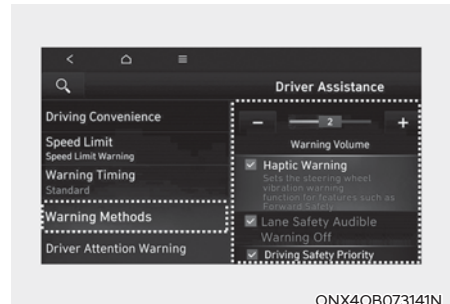 Driver Assistance
Driving Convenience
Speed Limit
Speed Limit Warning
Warning Timing
Standard
Warning Methods
Driver Attention Warning
− 2 +
Warning Volume
Haptic Warning
Sets the steering wheel
vibration warning
function for features such as
Forward Safety
Lane Safety Audible
Warning Off
Driving Safety Priority
ONX4OB073141N